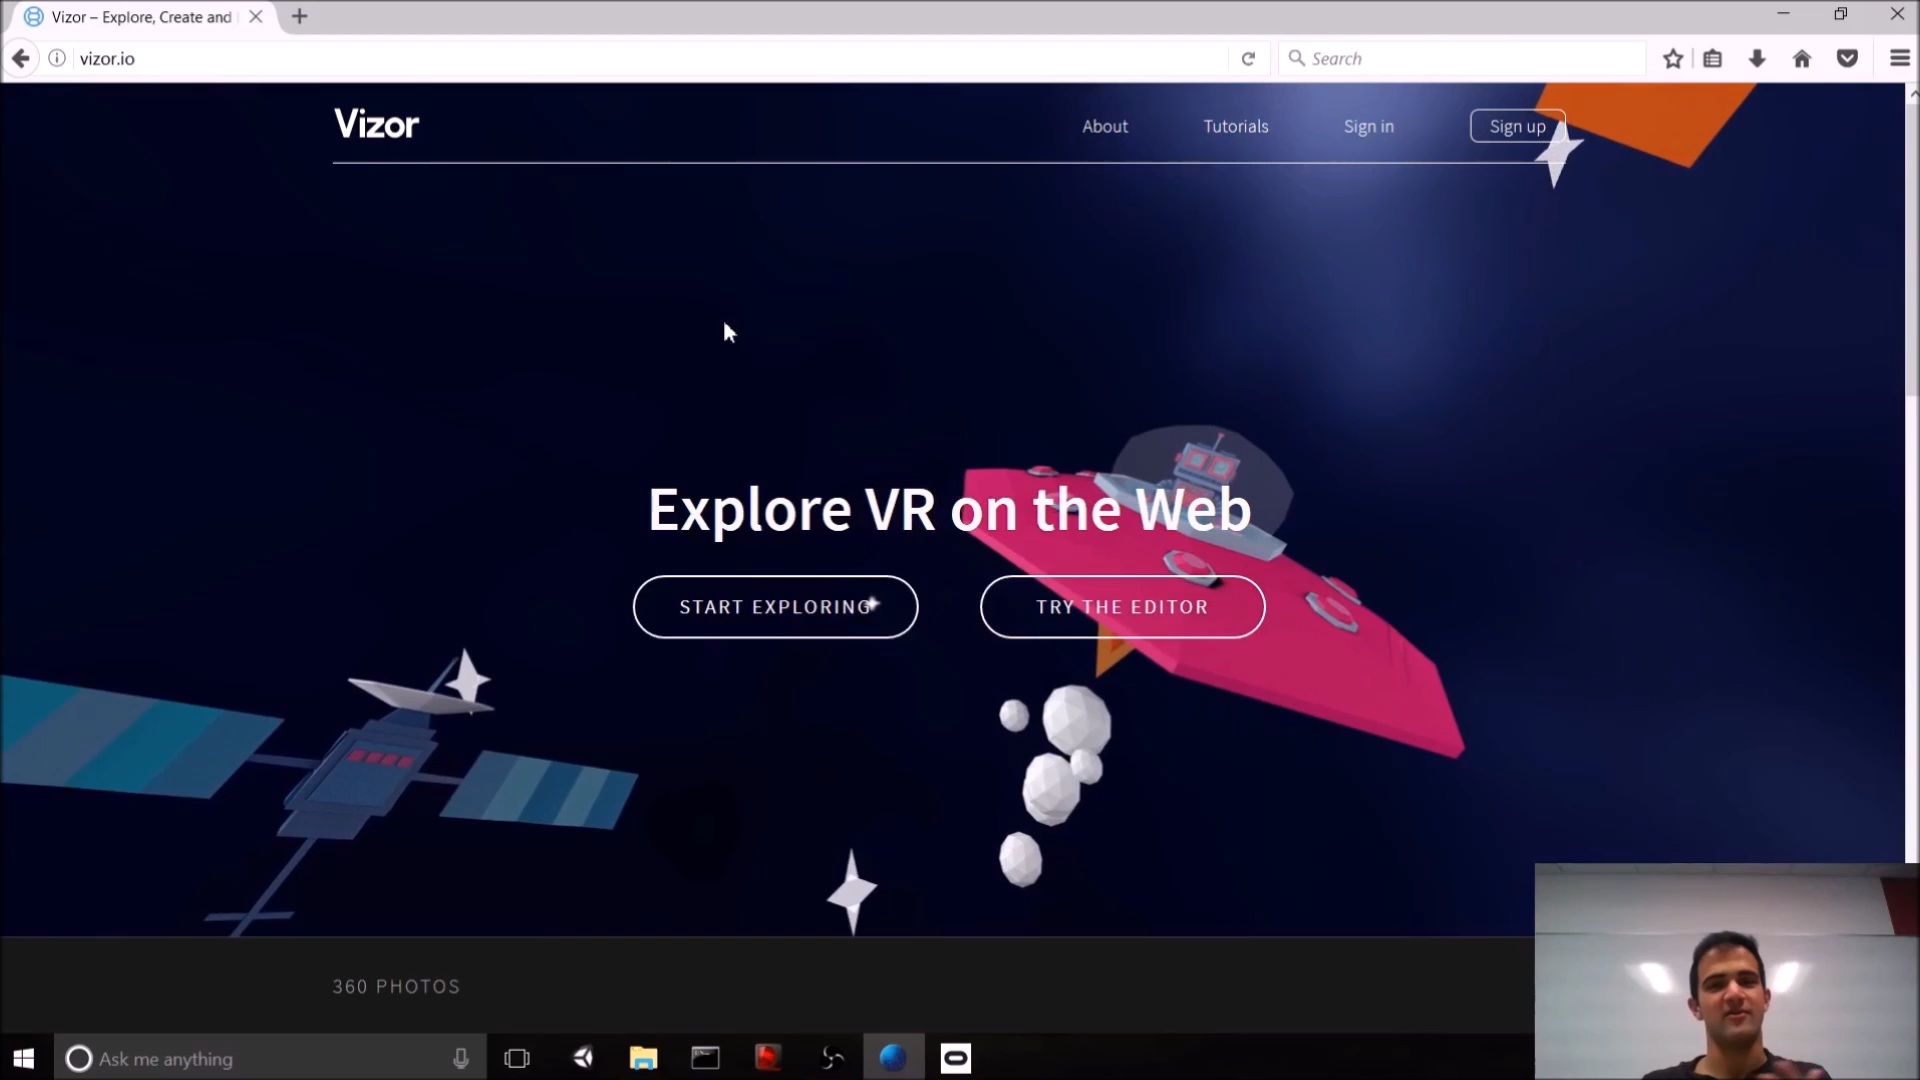 Vizor – Explore, Create and
vizor.io
Search
Vizor
About
Tutorials
Sign in
Sign up
Explore VR on the Web
START EXPLORING
TRY THE EDITOR
360 PHOTOS
Ask me anything